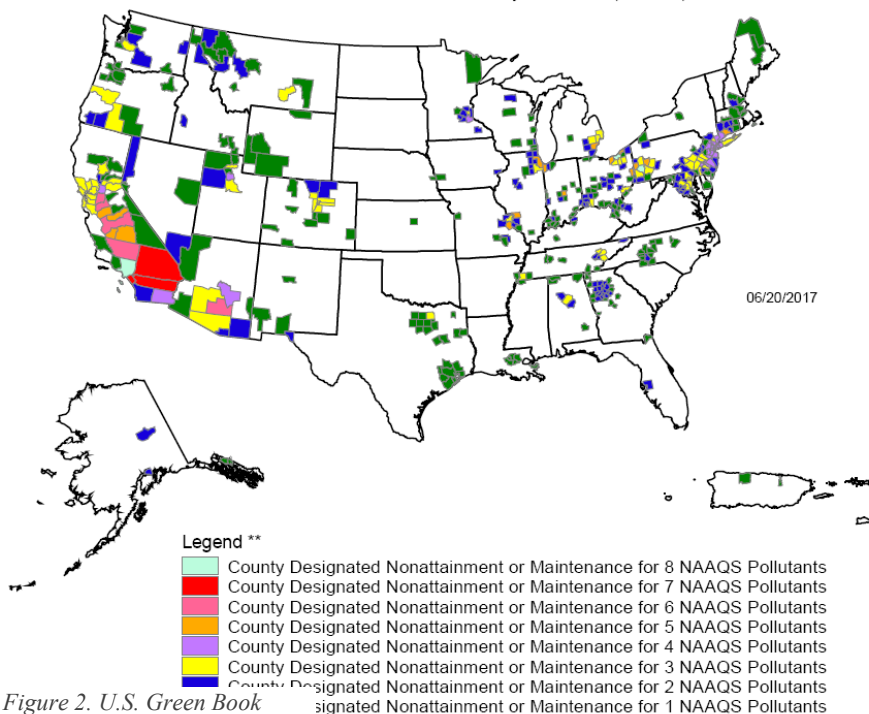 06/20/2017
Legend **
County Designated Nonattainment or Maintenance for 8 NAAQS Pollutants
County Designated Nonattainment or Maintenance for 7 NAAQS Pollutants
County Designated Nonattainment or Maintenance for 6 NAAQS Pollutants
County Designated Nonattainment or Maintenance for 5 NAAQS Pollutants
County Designated Nonattainment or Maintenance for 4 NAAQS Pollutants
County Designated Nonattainment or Maintenance for 3 NAAQS Pollutants
Designated Nonattainment or Maintenance for 2 NAAQS Pollutants
Figure 2. U.S. Green Book
signated Nonattainment or Maintenance for 1 NAAQS Pollutants